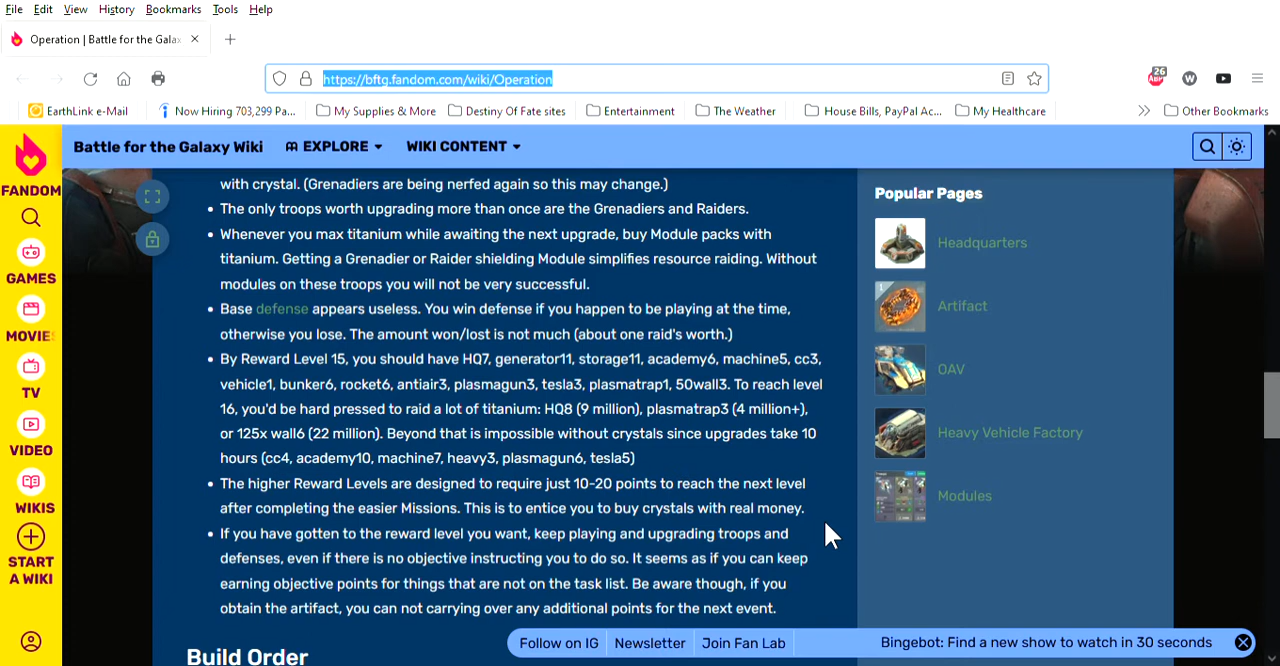 File Edit View History Bookmarks Tools Help
Operation | Battle for the Gala
https://bftg.fandom.com/wiki/Operation
26
ABP
W
EarthLink e-Mail
Now Hiring 703,299 Pa...
My Supplies & More
Destiny Of Fate sites
Entertainment
The Weather
House Bills, PayPal Ac...
My Healthcare
Other Bookmarks
Battle for the Galaxy Wiki
EXPLORE
WIKI CONTENT
FANDOM
GAMES
MOVIE
TV
VIDEO
WIKIS
START
A WIKI
with crystal. (Grenadiers are being nerfed again so this may change.)
• The only troops worth upgrading more than once are the Grenadiers and Raiders.
• Whenever you max titanium while awaiting the next upgrade, buy Module packs with
titanium. Getting a Grenadier or Raider shielding Module simplifies resource raiding. Without
modules on these troops you will not be very successful.
• Base defense appears useless. You win defense if you happen to be playing at the time,
otherwise you lose. The amount won/lost is not much (about one raid's worth.)
• By Reward Level 15, you should have HQ7, generator11, storage11, academy6, machine5, cc3,
vehicle1, bunker6, rocket6, antiair3, plasmagun3, tesla3, plasmatrap1, 50wall3. To reach level
16, you'd be hard pressed to raid a lot of titanium: HQ8 (9 million), plasmatrap3 (4 million+),
or 125x wall6 (22 million). Beyond that is impossible without crystals since upgrades take 10
hours (cc4, academy10, machine7, heavy3, plasmagun6, tesla5)
• The higher Reward Levels are designed to require just 10-20 points to reach the next level
after completing the easier Missions. This is to entice you to buy crystals with real money.
• If you have gotten to the reward level you want, keep playing and upgrading troops and
defenses, even if there is no objective instructing you to do so. It seems as if you can keep
earning objective points for things that are not on the task list. Be aware though, if you
obtain the artifact, you can not carrying over any additional points for the next event.
Build Order
Popular Pages
Headquarters
1
Artifact
OAV
Heavy Vehicle Factory
Modules
Follow on IG
Newsletter
Join Fan Lab
Bingebot: Find a new show to watch in 30 seconds